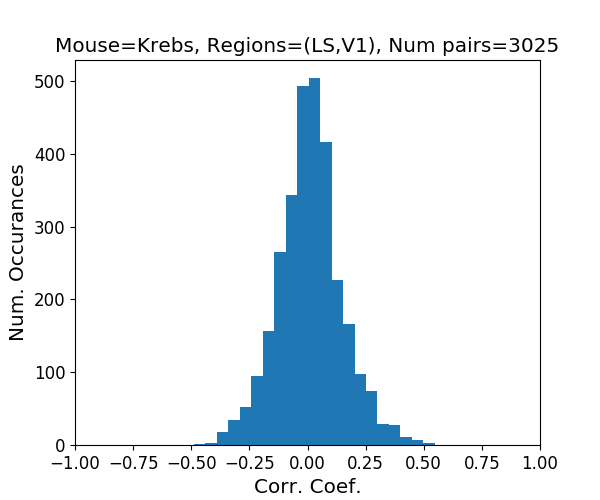 Mouse=Krebs, Regions=(LS,V1), Num pairs=3025
500
400
300
200
100
0
Num. Occurances
−1.00 −0.75 −0.50 −0.25 0.00 0.25 0.50 0.75 1.00
Corr. Coef.